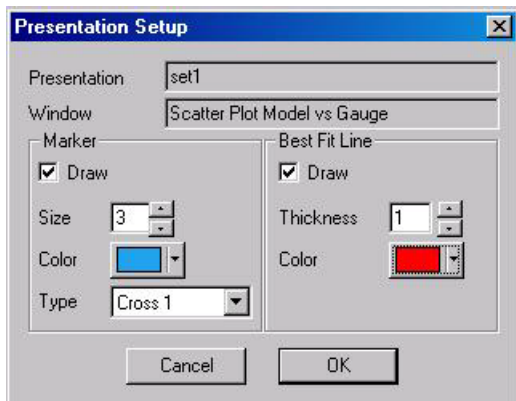 Presentation Setup
Presentation set1
Window Scatter Plot Model vs Gauge
Marker Best Fit Line
Draw Draw
Size 3 Thickness 1
Color Color
Type Cross 1
Cancel OK